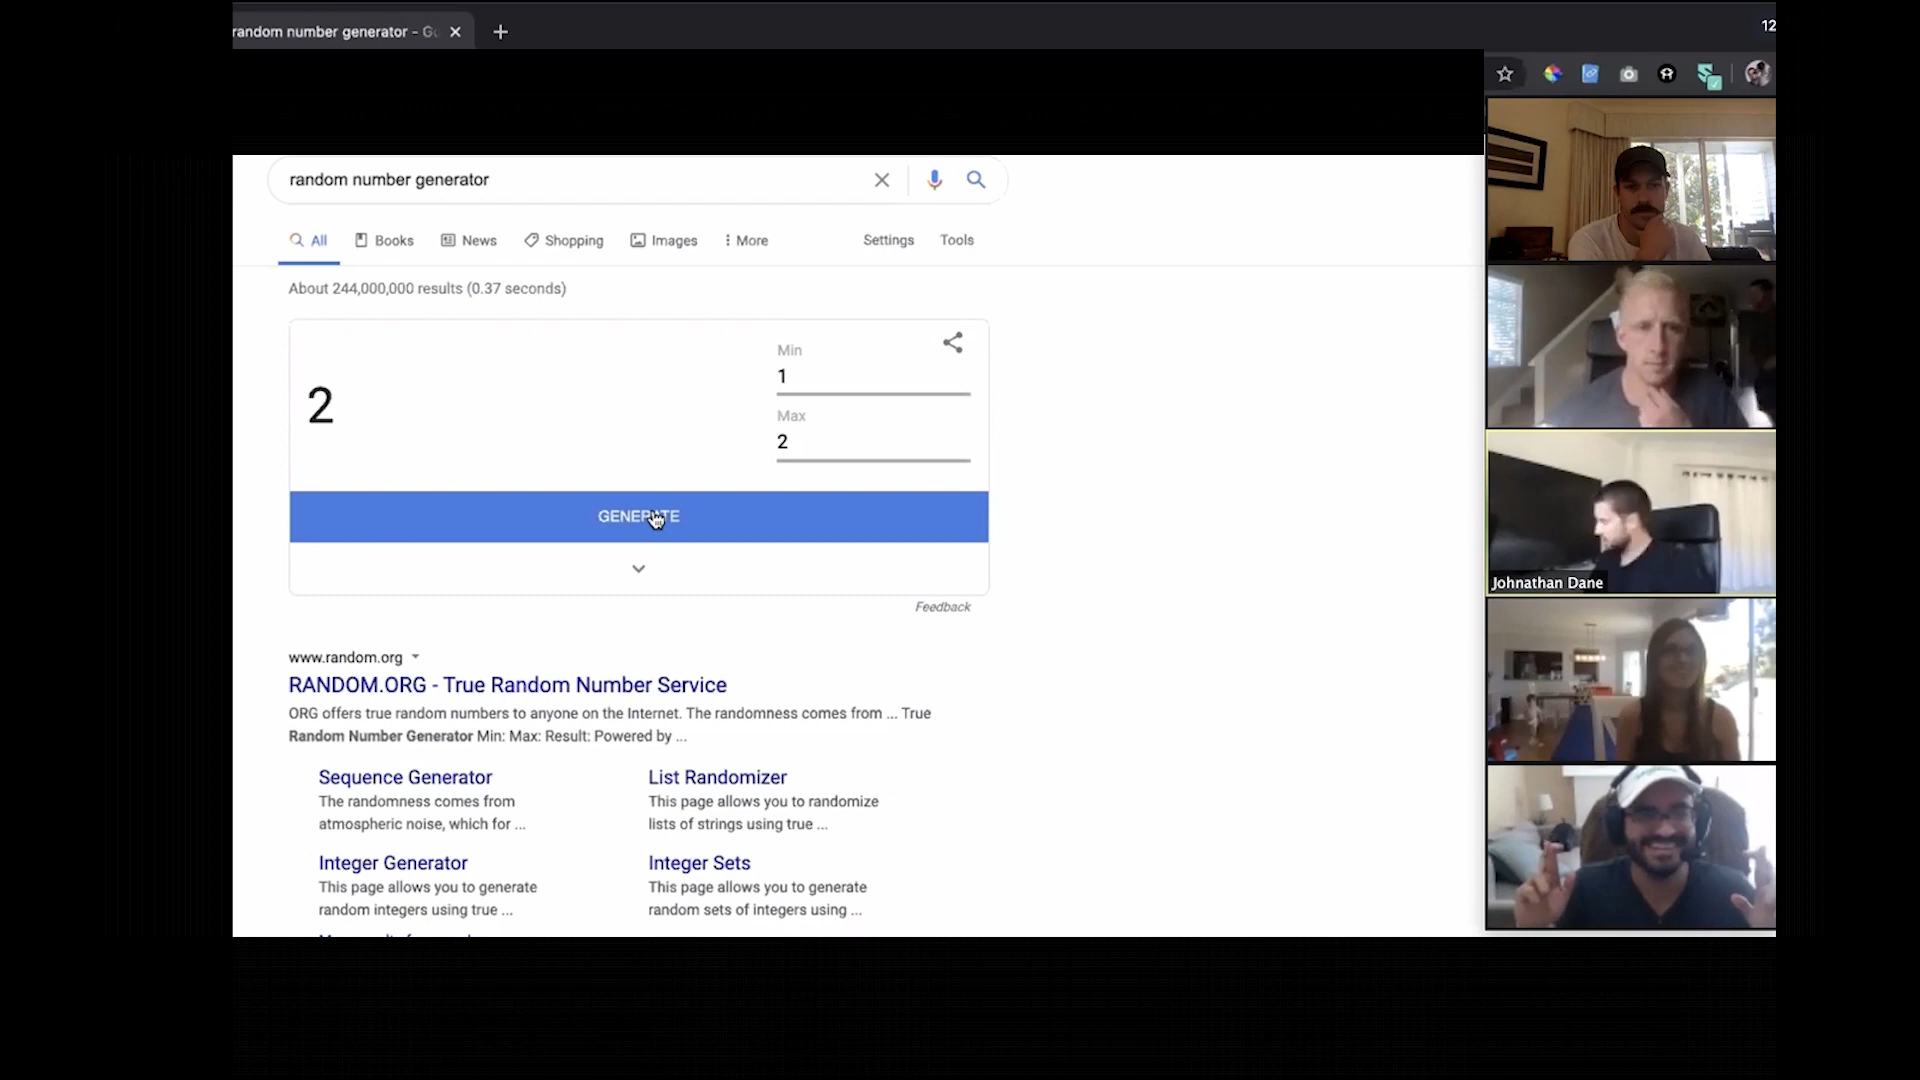 random number generator - Go
12
random number generator
All Books News Shopping Images More Settings Tools
About 244,000,000 results (0.37 seconds)
Min
1
2
Max
2
GENERATE
Feedback
www.random.org
RANDOM.ORG - True Random Number Service
ORG offers true random numbers to anyone on the Internet. The randomness comes from ... True
Random Number Generator Min: Max: Result: Powered by ...
Sequence Generator
The randomness comes from
atmospheric noise, which for ...
List Randomizer
This page allows you to randomize
lists of strings using true ...
Integer Generator
This page allows you to generate
random integers using true ...
Integer Sets
This page allows you to generate
random sets of integers using ...
Johnathan Dane